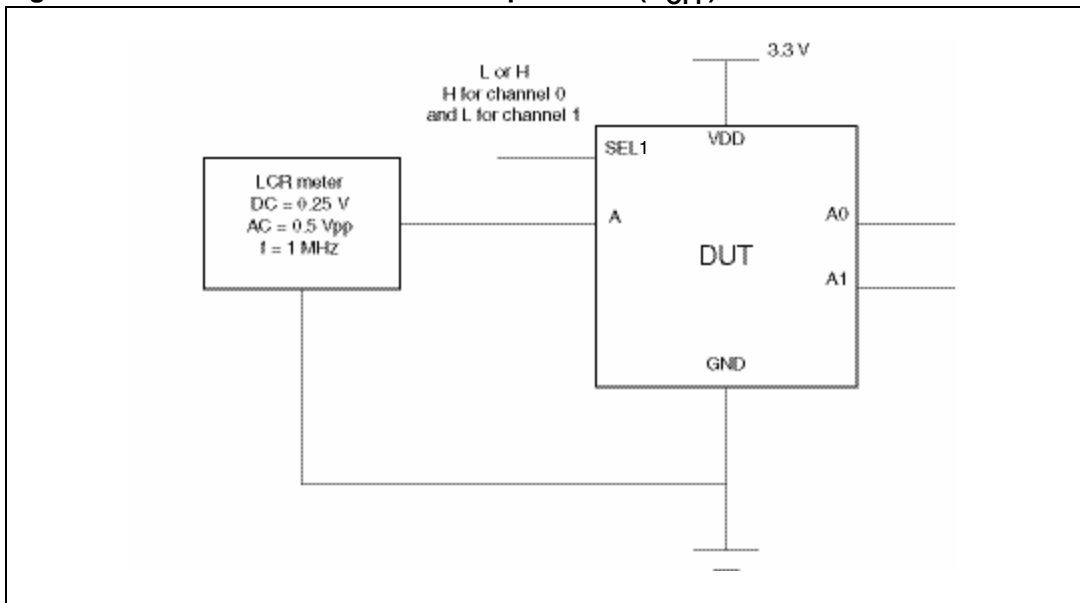 3.3 V
L or H
H for channel 0
and L for channel 1
VDD
SEL1
LCR meter
DC = 0.25 V
AC = 0.5 Vpp
f = 1 MHz
A
A0
DUT
A1
GND